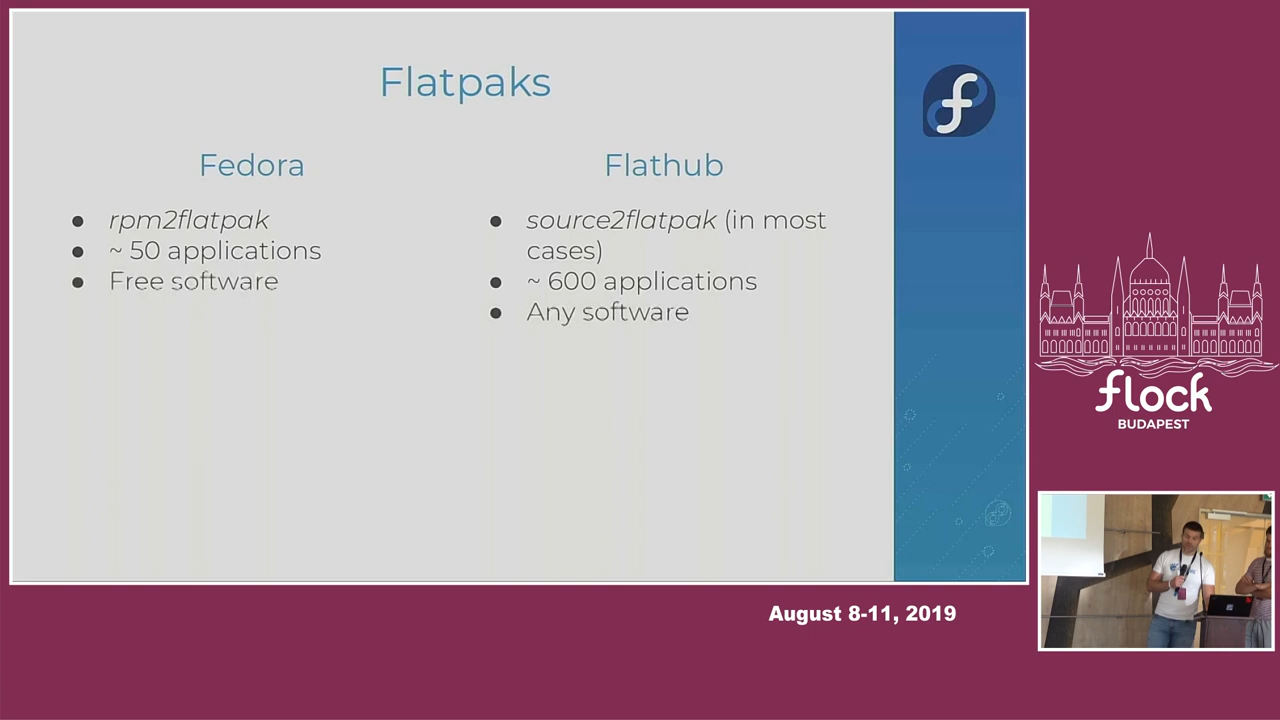 Flatpaks
Fedora
● rpm2flatpak
● ~ 50 applications
● Free software
Flathub
● source2flatpak (in most
cases)
● ~ 600 applications
● Any software
flock
BUDAPEST
August 8-11, 2019